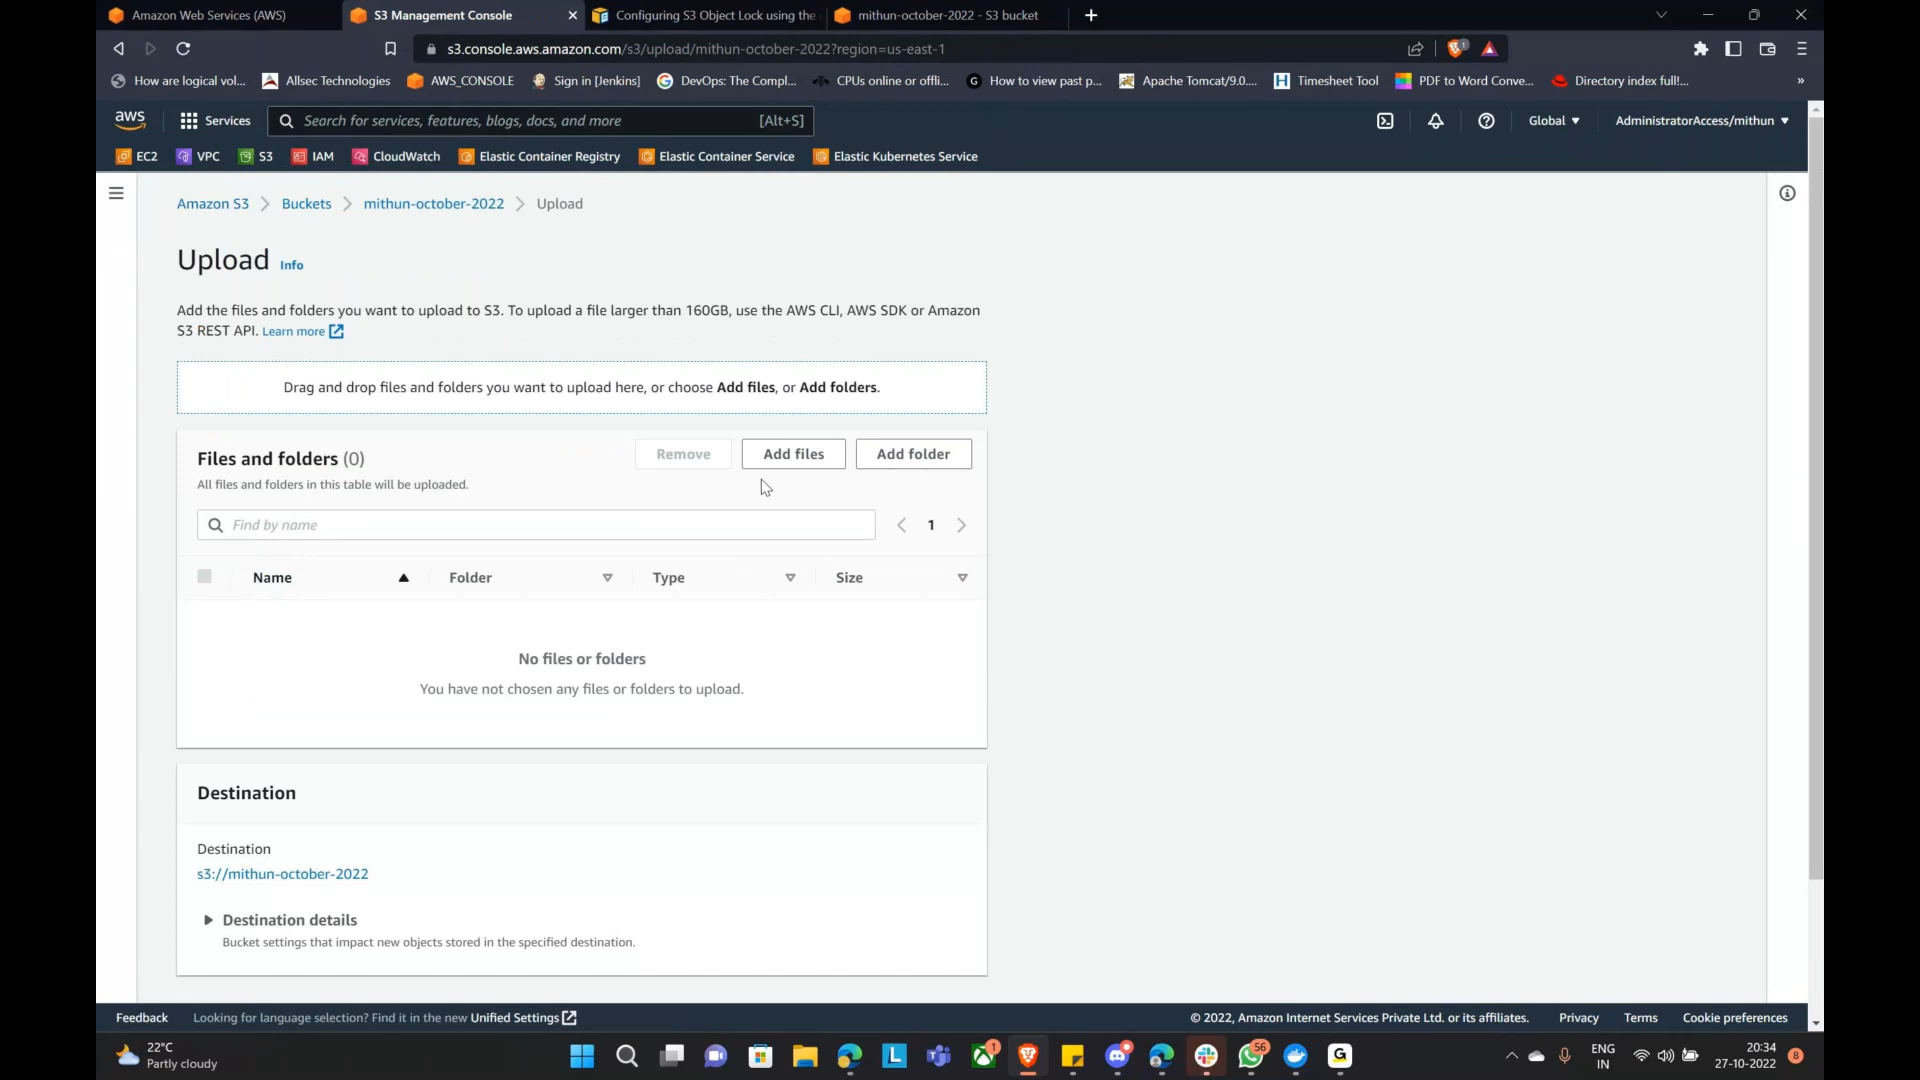 Amazon Web Services (AWS)
S3 Management Console
Configuring S3 Object Lock using the
mithun-october-2022 - S3 bucket
s3.console.aws.amazon.com/s3/upload/mithun-october-2022?region=us-east-1
1
How are logical vol...
Allsec Technologies
AWS_CONSOLE
Sign in [Jenkins]
DevOps: The Compl...
CPUs online or offli...
How to view past p...
Apache Tomcat/9.0....
Timesheet Tool
PDF to Word Conve...
Directory index full!...
»
aws
Services
Search for services, features, blogs, docs, and more
[Alt+S]
Global
AdministratorAccess/mithun
EC2
VPC
S3
IAM
CloudWatch
Elastic Container Registry
Elastic Container Service
Elastic Kubernetes Service
Amazon S3 > Buckets > mithun-october-2022 > Upload
Upload Info
Add the files and folders you want to upload to S3. To upload a file larger than 160GB, use the AWS CLI, AWS SDK or Amazon
S3 REST API. Learn more
Drag and drop files and folders you want to upload here, or choose Add files, or Add folders.
Files and folders (0)
Remove
Add files
Add folder
All files and folders in this table will be uploaded.
Find by name
1
Name
Folder
Type
Size
No files or folders
You have not chosen any files or folders to upload.
Destination
Destination
s3://mithun-october-2022
Destination details
Bucket settings that impact new objects stored in the specified destination.
Feedback
Looking for language selection? Find it in the new Unified Settings
© 2022, Amazon Internet Services Private Ltd. or its affiliates.
Privacy
Terms
Cookie preferences
22°C
Partly cloudy
L
1
56
G
ENG
IN
20:34
27-10-2022
8